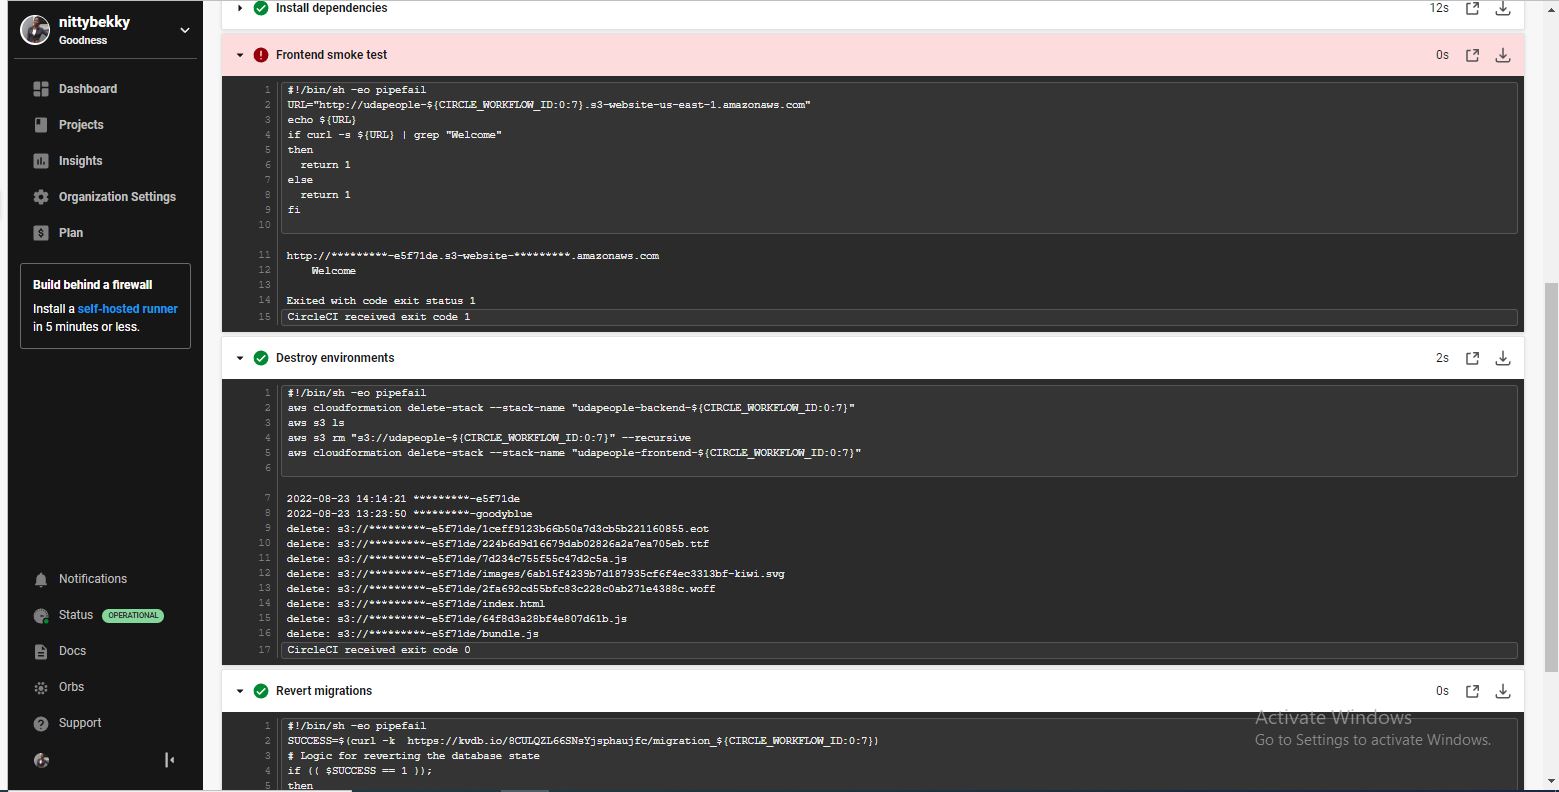 nittybekky
Goodness
Dashboard
Projects
Insights
Organization Settings
Plan
Build behind a firewall
Install a self-hosted runner
in 5 minutes or less.
Notifications
Status OPERATIONAL
Docs
Orbs
Support
Install dependencies 12s
Frontend smoke test 0s
1 #!/bin/sh -eo pipefail
2 URL="http://udapeople-${CIRCLE_WORKFLOW_ID:0:7}.s3-website-us-east-1.amazonaws.com"
3 echo ${URL}
4 if curl -s ${URL} | grep "Welcome"
5 then
6 return 1
7 else
8 return 1
9 fi
10
11 http://*********-e5f71de.s3-website-*********.amazonaws.com
12 Welcome
13
14 Exited with code exit status 1
15 CircleCI received exit code 1
Destroy environments 2s
1 #!/bin/sh -eo pipefail
2 aws cloudformation delete-stack --stack-name "udapeople-backend-${CIRCLE_WORKFLOW_ID:0:7}"
3 aws s3 ls
4 aws s3 rm "s3://udapeople-${CIRCLE_WORKFLOW_ID:0:7}" --recursive
5 aws cloudformation delete-stack --stack-name "udapeople-frontend-${CIRCLE_WORKFLOW_ID:0:7}"
6
7 2022-08-23 14:14:21 *********-e5f71de
8 2022-08-23 13:23:50 *********-goodyblue
9 delete: s3://*********-e5f71de/1ceff9123b66b50a7d3cb5b221160855.eot
10 delete: s3://*********-e5f71de/224b6d9d16679dab02826a2a7ea705eb.ttf
11 delete: s3://*********-e5f71de/7d234c755f55c47d2c5a.js
12 delete: s3://*********-e5f71de/images/6ab15f4239b7d187935cf6f4ec3313bf-kiwi.svg
13 delete: s3://*********-e5f71de/2fa692cd55bfc83c228c0ab271e4388c.woff
14 delete: s3://*********-e5f71de/index.html
15 delete: s3://*********-e5f71de/64f8d3a28bf4e807d61b.js
16 delete: s3://*********-e5f71de/bundle.js
17 CircleCI received exit code 0
Revert migrations 0s
1 #!/bin/sh -eo pipefail
2 SUCCESS=$(curl -k  https://kvdb.io/8CULQZL66SNsYjsphaujfc/migration_${CIRCLE_WORKFLOW_ID:0:7})
3 # Logic for reverting the database state
4 if (( $SUCCESS == 1 ));
5 then
Activate Windows
Go to Settings to activate Windows.